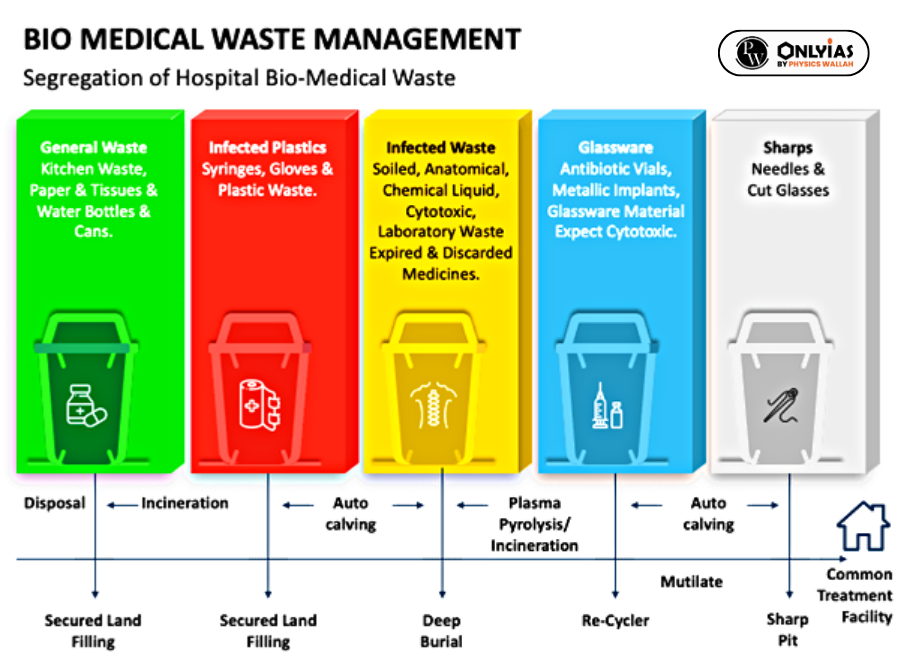 BIO MEDICAL WASTE MANAGEMENT
Segregation of Hospital Bio-Medical Waste
PW
ONLYIAS
BY PHYSICS WALLAH
General Waste
Kitchen Waste,
Paper & Tissues &
Water Bottles &
Cans.
Infected Plastics
Syringes, Gloves &
Plastic Waste.
Infected Waste
Soiled, Anatomical,
Chemical Liquid,
Cytotoxic,
Laboratory Waste
Expired & Discarded
Medicines.
Glassware
Antibiotic Vials,
Metallic Implants,
Glassware Material
Expect Cytotoxic.
Sharps
Needles &
Cut Glasses
Disposal
Incineration
Auto
calving
Plasma
Pyrolysis/
Incineration
Auto
calving
Mutilate
Common
Treatment
Facility
Secured Land
Filling
Secured Land
Filling
Deep
Burial
Re-Cycler
Sharp
Pit